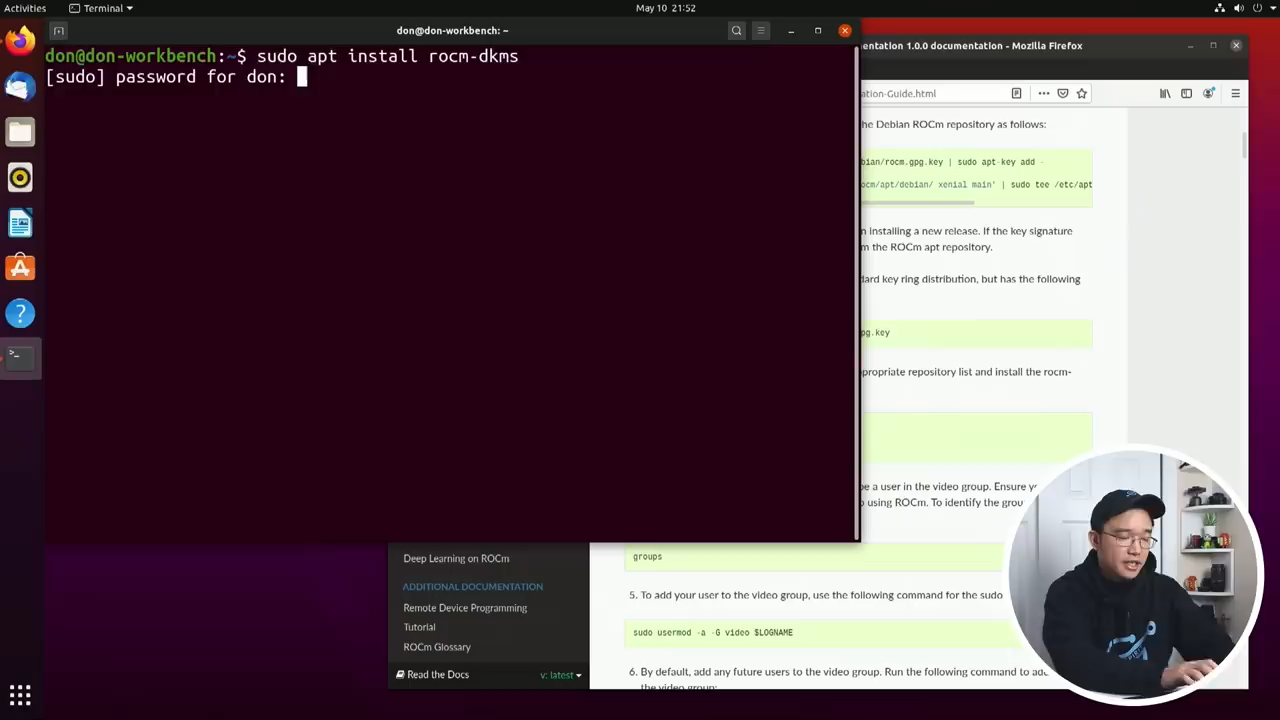 Activities
Terminal
May 10 21:52
don@don-workbench: ~
don@don-workbench:~$ sudo apt install rocm-dkms
[sudo] password for don:
entation 1.0.0 documentation - Mozilla Firefox
ation-Guide.html
he Debian ROCm repository as follows:
bian/rocm.gpg.key | sudo apt-key add -
ocm/apt/debian/ xenial main' | sudo tee /etc/apt
n installing a new release. If the key signature
m the ROCm apt repository.
dard key ring distribution, but has the following
pg.key
propriate repository list and install the rocm-
be a user in the video group. Ensure yo
o using ROCm. To identify the grou
groups
5. To add your user to the video group, use the following command for the sudo
sudo usermod -a -G video $LOGNAME
6. By default, add any future users to the video group. Run the following command to add
the video group:
Deep Learning on ROCm
ADDITIONAL DOCUMENTATION
Remote Device Programming
Tutorial
ROCm Glossary
Read the Docs
v: latest